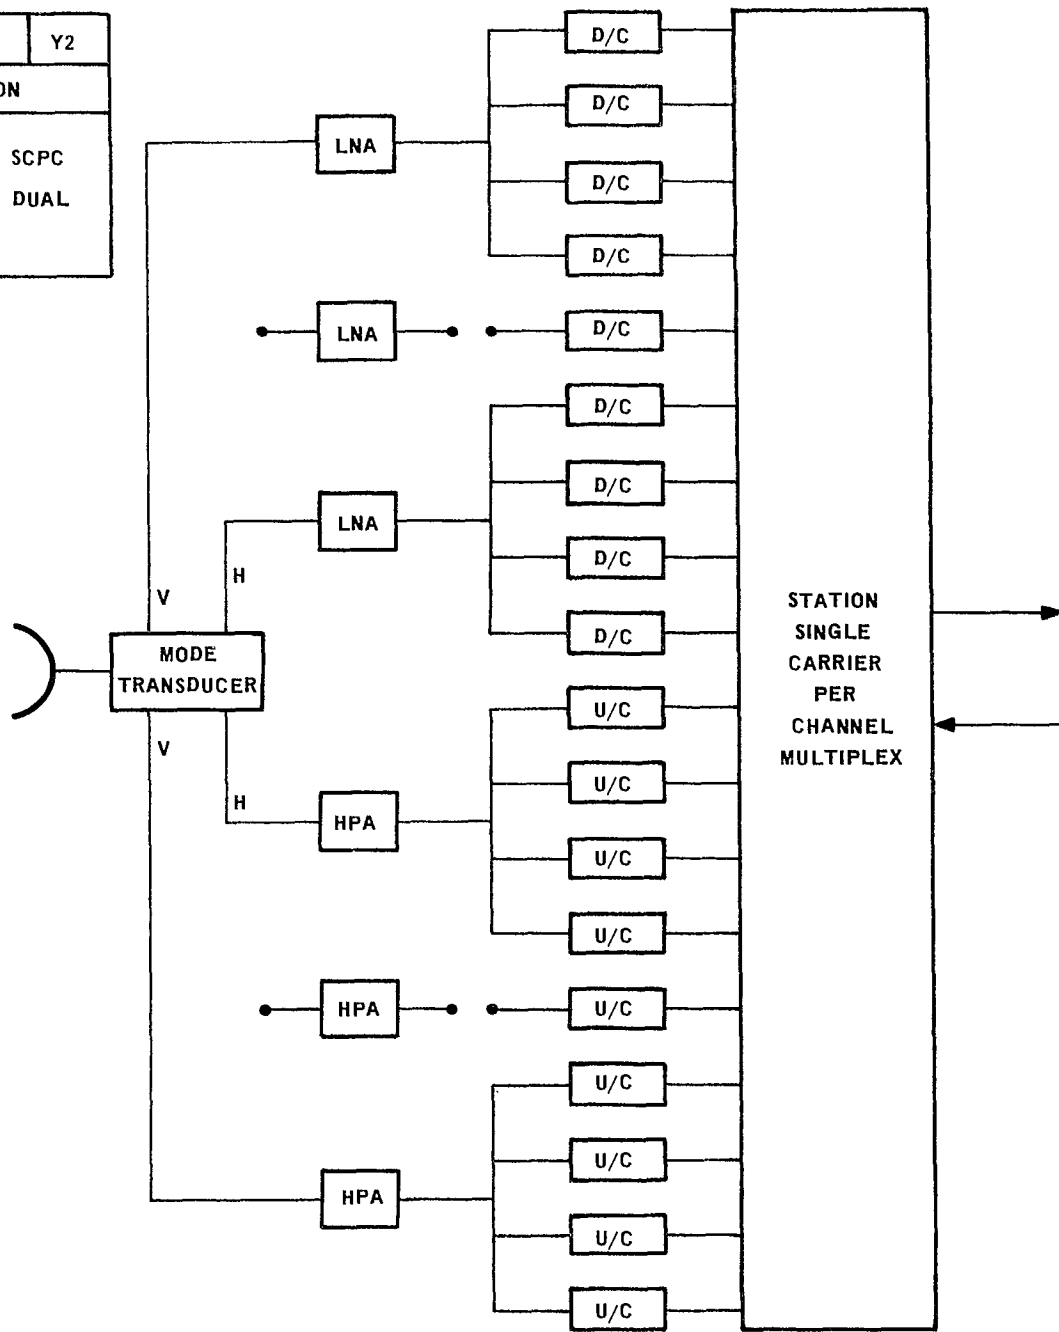 Y2
ON
SCPC
DUAL
D/C
D/C
LNA
D/C
D/C
LNA
D/C
D/C
D/C
LNA
D/C
D/C
V
H
MODE
TRANSDUCER
V
H
HPA
U/C
U/C
U/C
U/C
HPA
U/C
U/C
U/C
HPA
U/C
U/C
STATION
SINGLE
CARRIER
PER
CHANNEL
MULTIPLEX